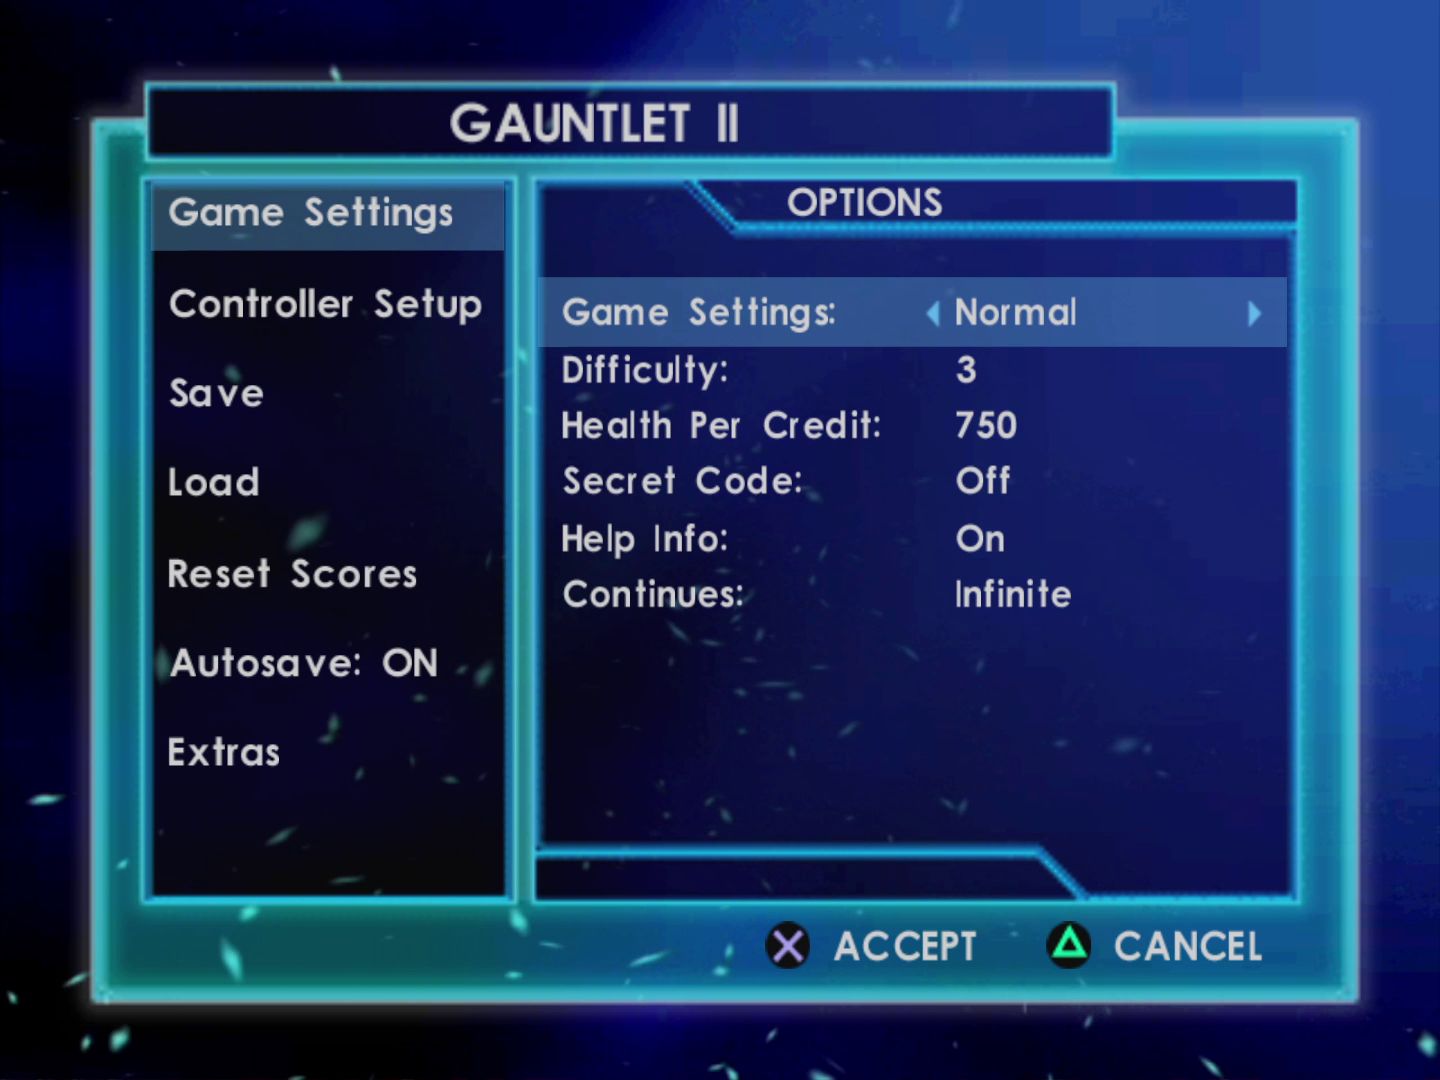 GAUNTLET II
Game Settings
Controller Setup
Save
Load
Reset Scores
Autosave: ON
Extras
OPTIONS
Game Settings: Normal
Difficulty: 3
Health Per Credit: 750
Secret Code: Off
Help Info: On
Continues: Infinite
ACCEPT CANCEL